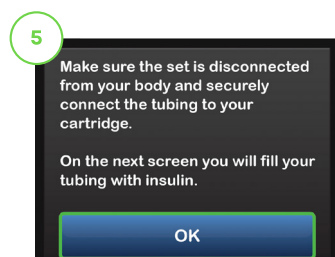 5
Make sure the set is disconnected
from your body and securely
connect the tubing to your
cartridge.
On the next screen you will fill your
tubing with insulin.
OK